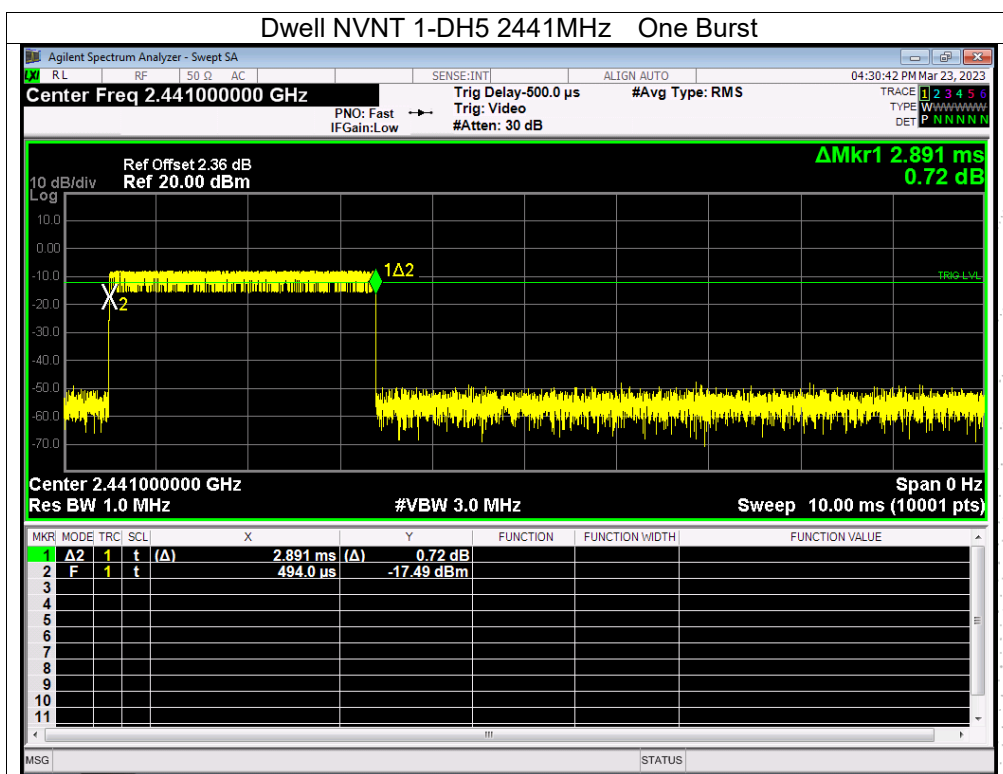 Dwell NVNT 1-DH5 2441MHz One Burst
Agilent Spectrum Analyzer - Swept SA
LXI RL RF 50 Ω AC SENSE:INT ALIGN AUTO 04:30:42 PM Mar 23, 2023
Center Freq 2.441000000 GHz
PNO: Fast
IFGain:Low
Trig Delay-500.0 µs
Trig: Video
#Atten: 30 dB
#Avg Type: RMS
TRACE 1 2 3 4 5 6
TYPE WWWWWW
DET P N N N N N
ΔMkr1 2.891 ms
0.72 dB
Ref Offset 2.36 dB
10 dB/div Ref 20.00 dBm
Log
10.0
0.00
-10.0
-20.0
-30.0
-40.0
-50.0
-60.0
-70.0
1Δ2
2
TRIG LVL
Center 2.441000000 GHz Span 0 Hz
Res BW 1.0 MHz #VBW 3.0 MHz Sweep 10.00 ms (10001 pts)
MKR MODE TRC SCL X Y FUNCTION FUNCTION WIDTH FUNCTION VALUE
1 Δ2 1 t (Δ) 2.891 ms (Δ) 0.72 dB
2 F 1 t 494.0 µs -17.49 dBm
3
4
5
6
7
8
9
10
11
MSG STATUS